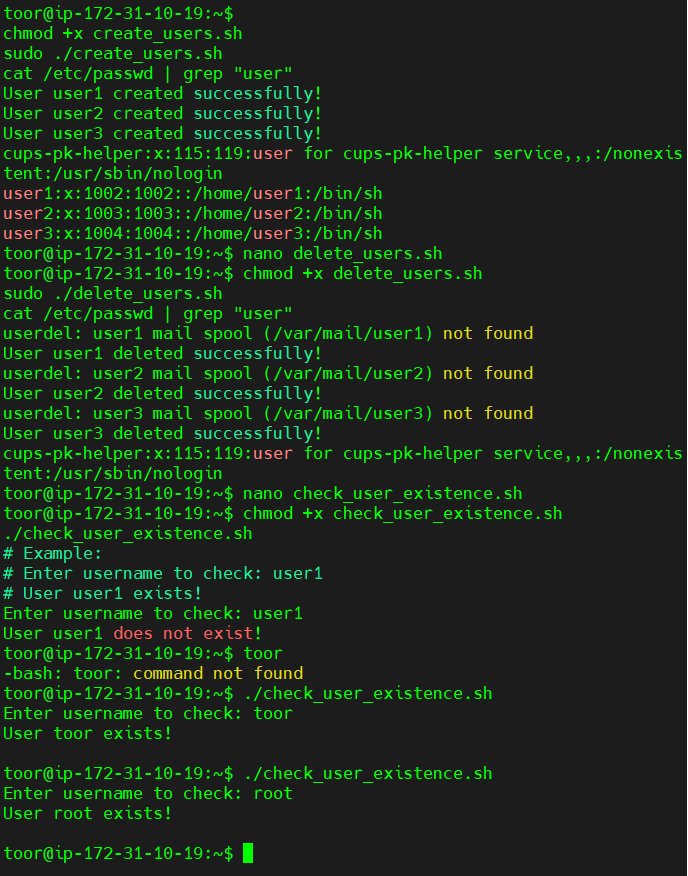 toor@ip-172-31-10-19:~$
chmod +x create_users.sh
sudo ./create_users.sh
cat /etc/passwd | grep "user"
User user1 created successfully!
User user2 created successfully!
User user3 created successfully!
cups-pk-helper:x:115:119:user for cups-pk-helper service,,,:/nonexis
tent:/usr/sbin/nologin
user1:x:1002:1002::/home/user1:/bin/sh
user2:x:1003:1003::/home/user2:/bin/sh
user3:x:1004:1004::/home/user3:/bin/sh
toor@ip-172-31-10-19:~$ nano delete_users.sh
toor@ip-172-31-10-19:~$ chmod +x delete_users.sh
sudo ./delete_users.sh
cat /etc/passwd | grep "user"
userdel: user1 mail spool (/var/mail/user1) not found
User user1 deleted successfully!
userdel: user2 mail spool (/var/mail/user2) not found
User user2 deleted successfully!
userdel: user3 mail spool (/var/mail/user3) not found
User user3 deleted successfully!
cups-pk-helper:x:115:119:user for cups-pk-helper service,,,:/nonexis
tent:/usr/sbin/nologin
toor@ip-172-31-10-19:~$ nano check_user_existence.sh
toor@ip-172-31-10-19:~$ chmod +x check_user_existence.sh
./check_user_existence.sh
# Example:
# Enter username to check: user1
# User user1 exists!
Enter username to check: user1
User user1 does not exist!
toor@ip-172-31-10-19:~$ toor
-bash: toor: command not found
toor@ip-172-31-10-19:~$ ./check_user_existence.sh
Enter username to check: toor
User toor exists!

toor@ip-172-31-10-19:~$ ./check_user_existence.sh
Enter username to check: root
User root exists!

toor@ip-172-31-10-19:~$